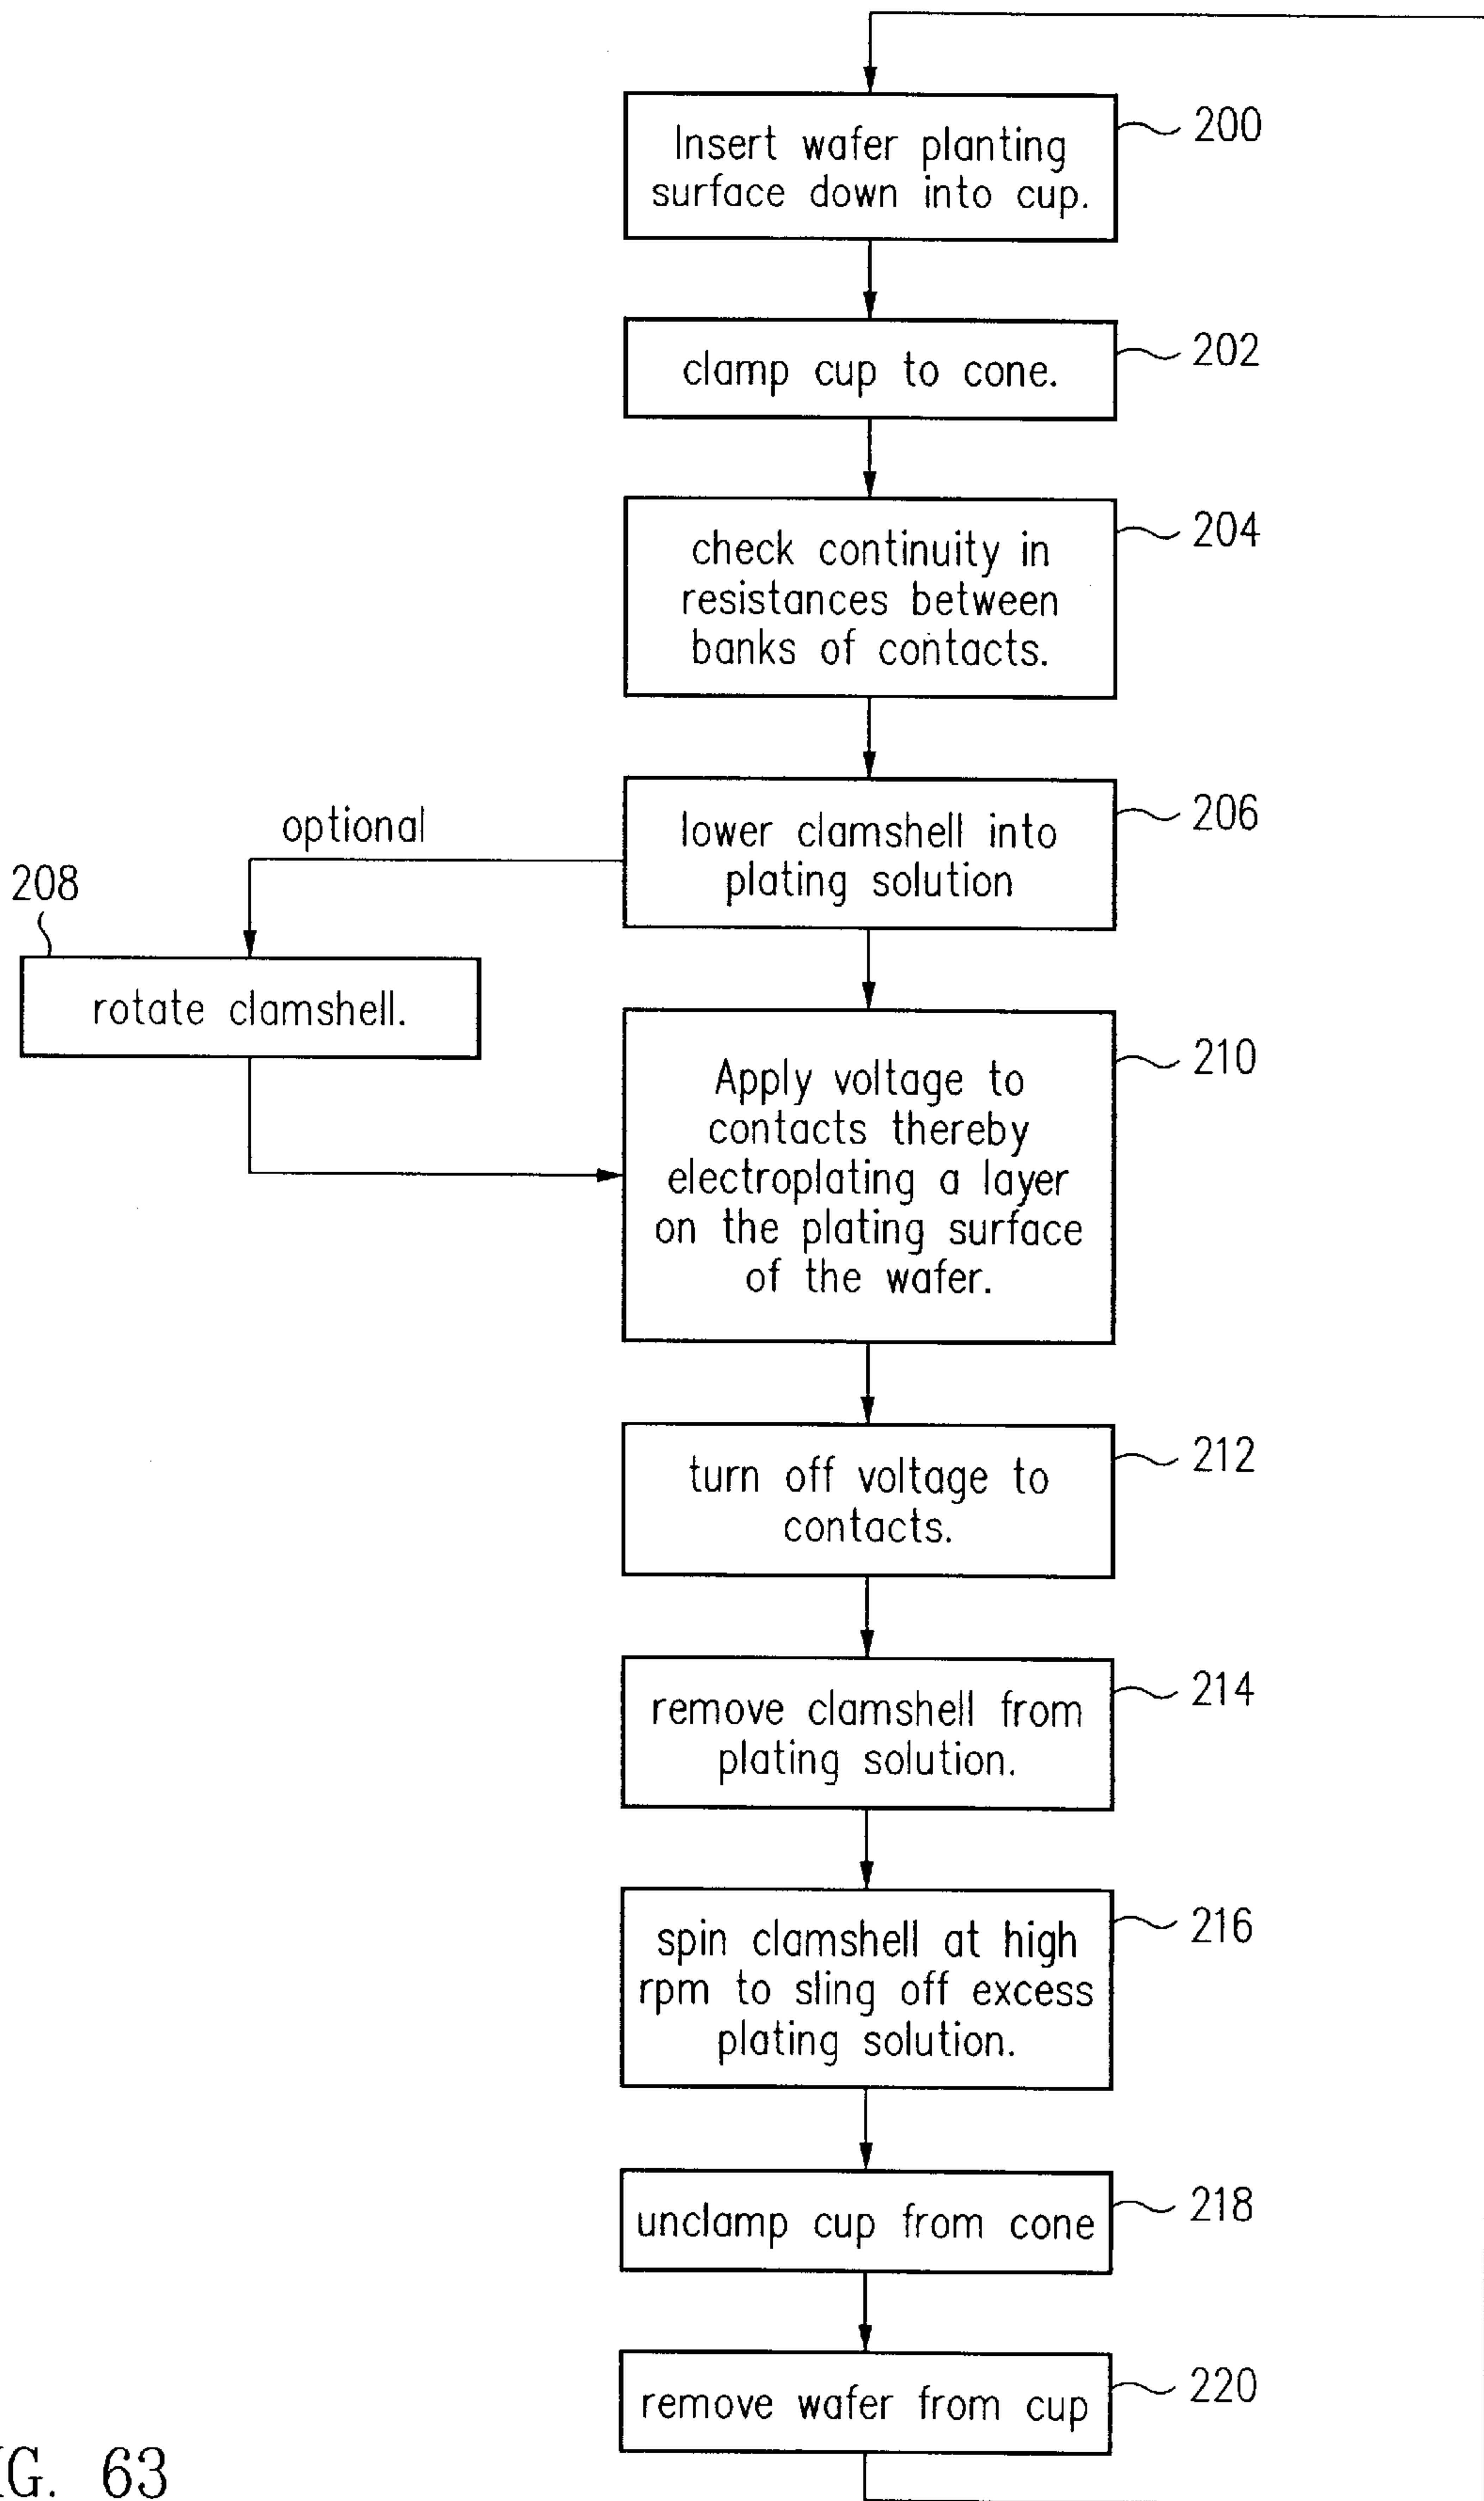 200
Insert wafer planting
surface down into cup.
202
clamp cup to cone.
204
check continuity in
resistances between
banks of contacts.
206
lower clamshell into
plating solution
optional
208
rotate clamshell.
210
Apply voltage to
contacts thereby
electroplating a layer
on the plating surface
of the wafer.
212
turn off voltage to
contacts.
214
remove clamshell from
plating solution.
216
spin clamshell at high
rpm to sling off excess
plating solution.
218
unclamp cup from cone
220
remove wafer from cup
G. 63